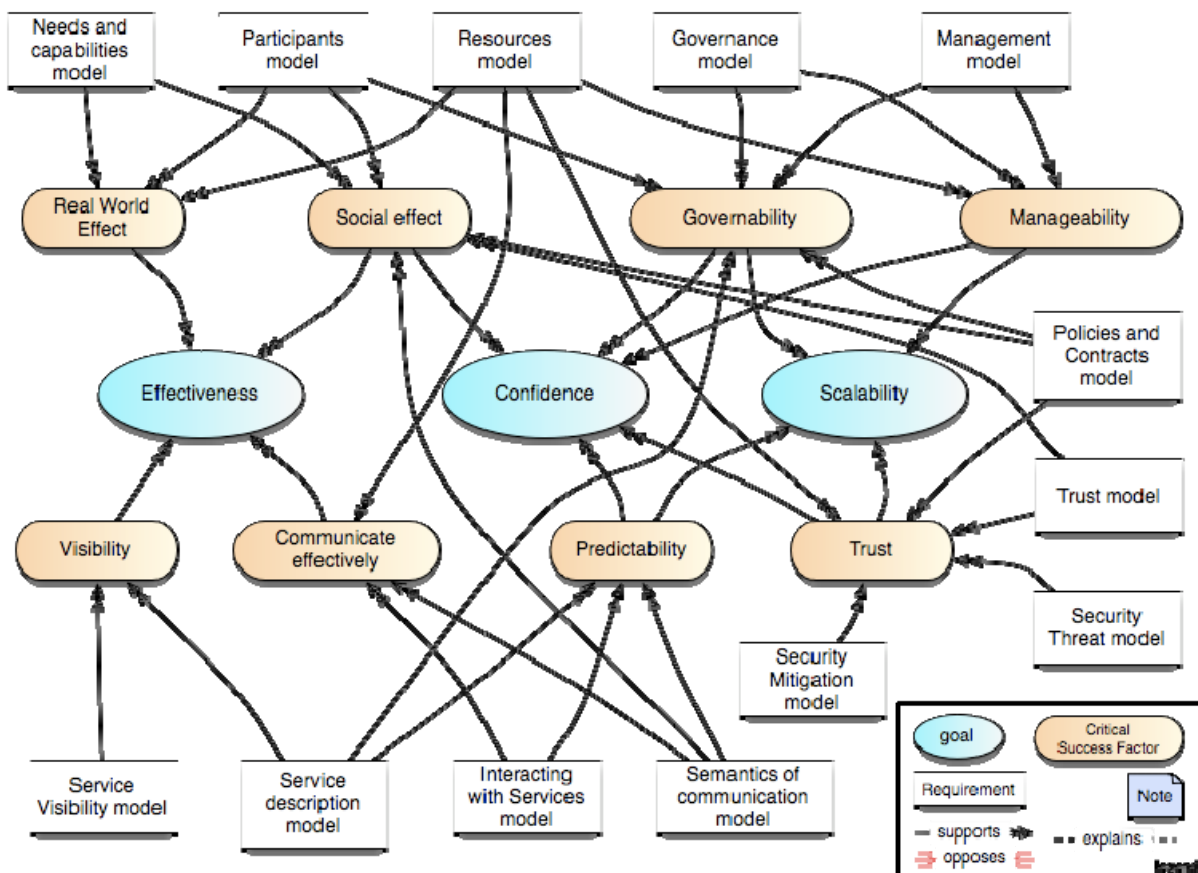 Needs and
capabilities
model
Participants
model
Resources
model
Governance
model
Management
model
Real World
Effect
Social effect
Governability
Manageability
Policies and
Contracts
model
Effectiveness
Confidence
Scalability
Trust model
Visibility
Communicate
effectively
Predictability
Trust
Security
Threat model
Security
Mitigation
model
Service
Visibility model
Service
description
model
Interacting
with Services
model
Semantics of
communication
model
goal
Critical
Success Factor
Requirement
Note
supports
explains
opposes